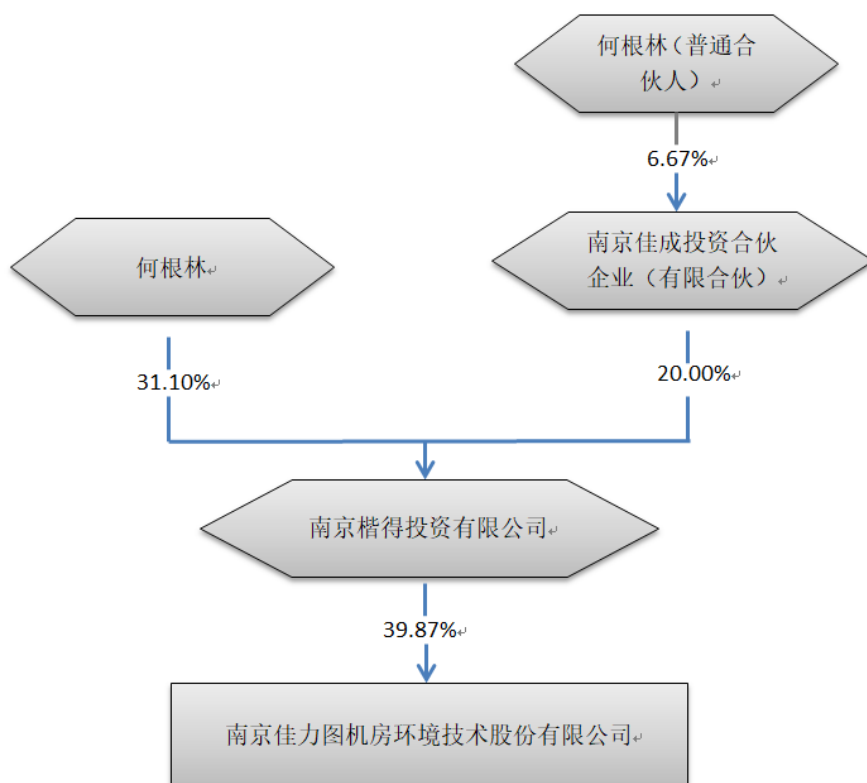 何根林（普通合
伙人）
6.67%
南京佳成投资合伙
企业（有限合伙）
何根林
31.10%
20.00%
南京楷得投资有限公司
39.87%
南京佳力图机房环境技术股份有限公司